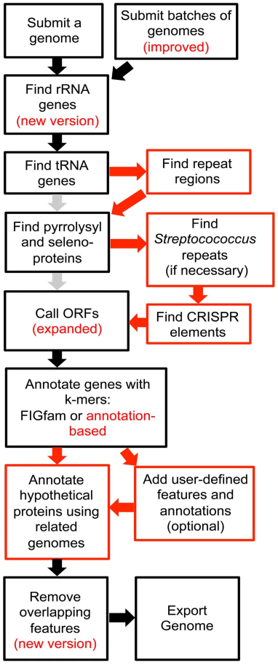 Submit a
genome
Submit batches of
genomes
(improved)
Find rRNA
genes
(new version)
Find tRNA
genes
Find repeat
regions
Find pyrrolysyl
and seleno-
proteins
Find
Streptocococcus
repeats
(if necessary)
Call ORFs
(expanded)
Find CRISPR
elements
Annotate genes with
k-mers:
FIGfam or annotation-
based
Annotate
hypothetical
proteins using
related
genomes
Add user-defined
features and
annotations
(optional)
Remove
overlapping
features
(new version)
Export
Genome